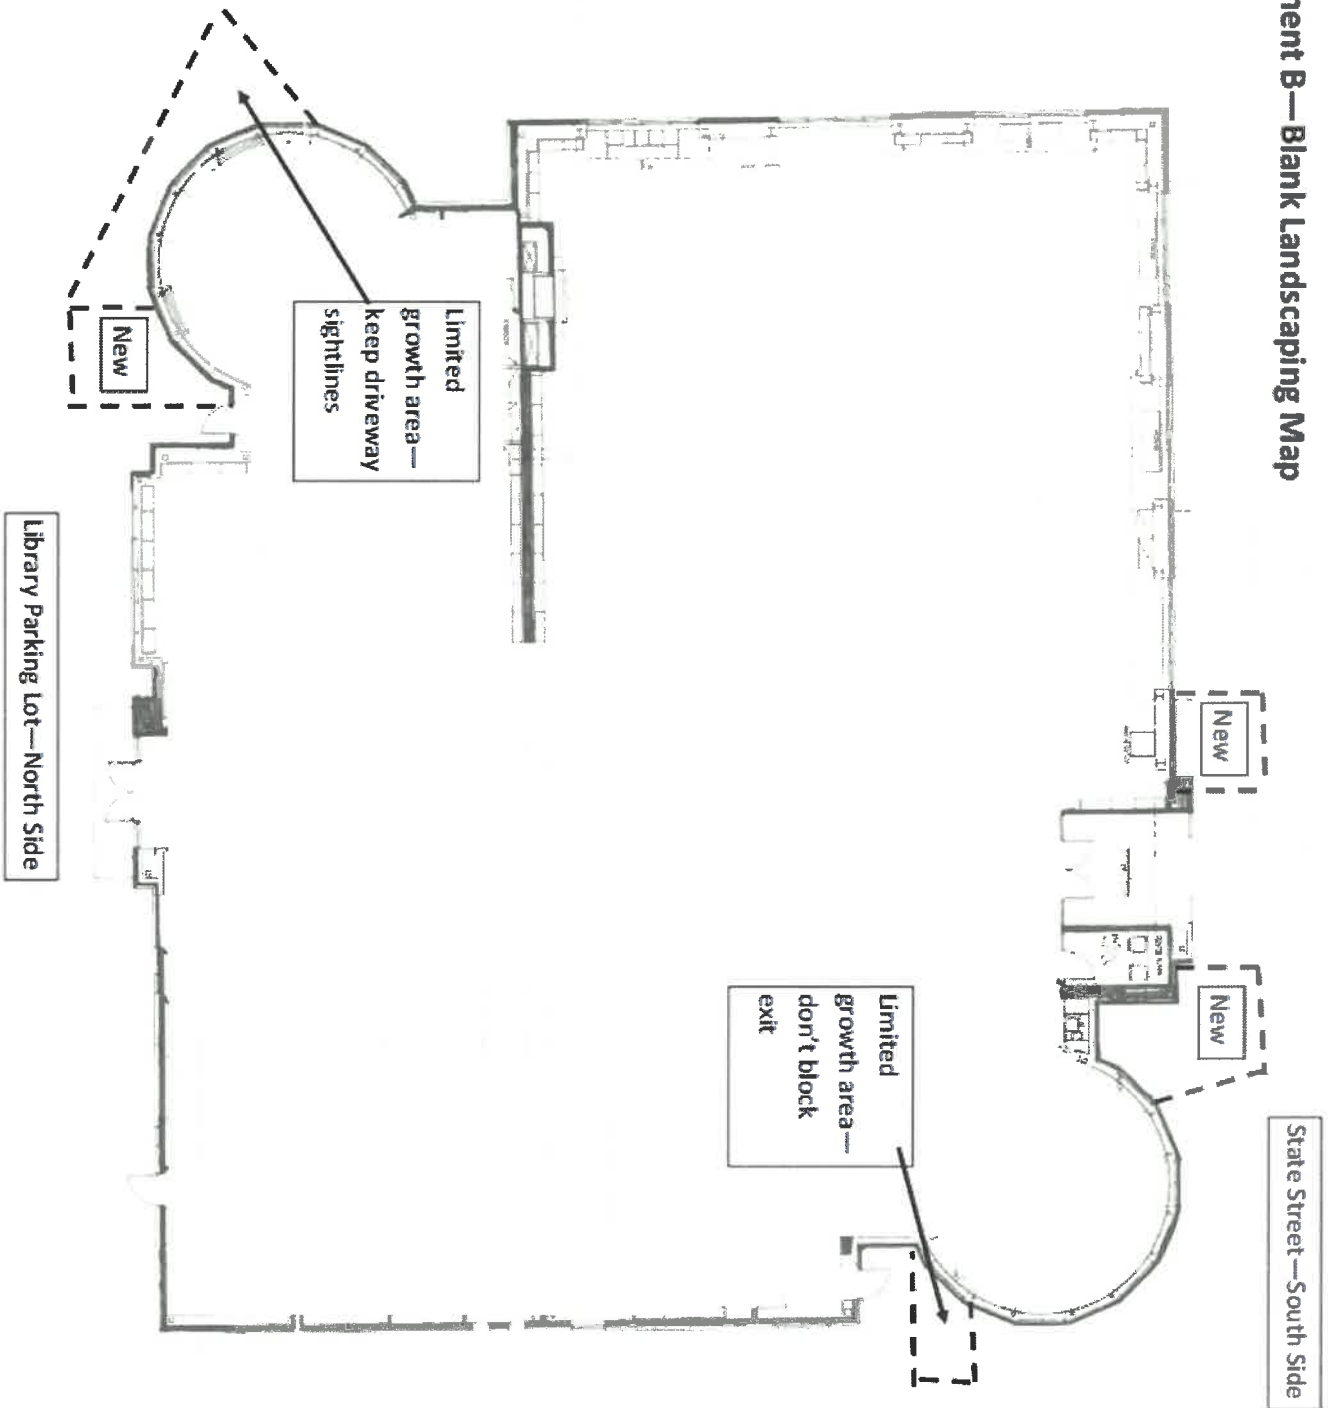 ment B—Blank Landscaping Map
State Street—South Side
New
New
Limited
growth area—
don't block
exit
Limited
growth area—
keep driveway
sightlines
New
Library Parking Lot—North Side